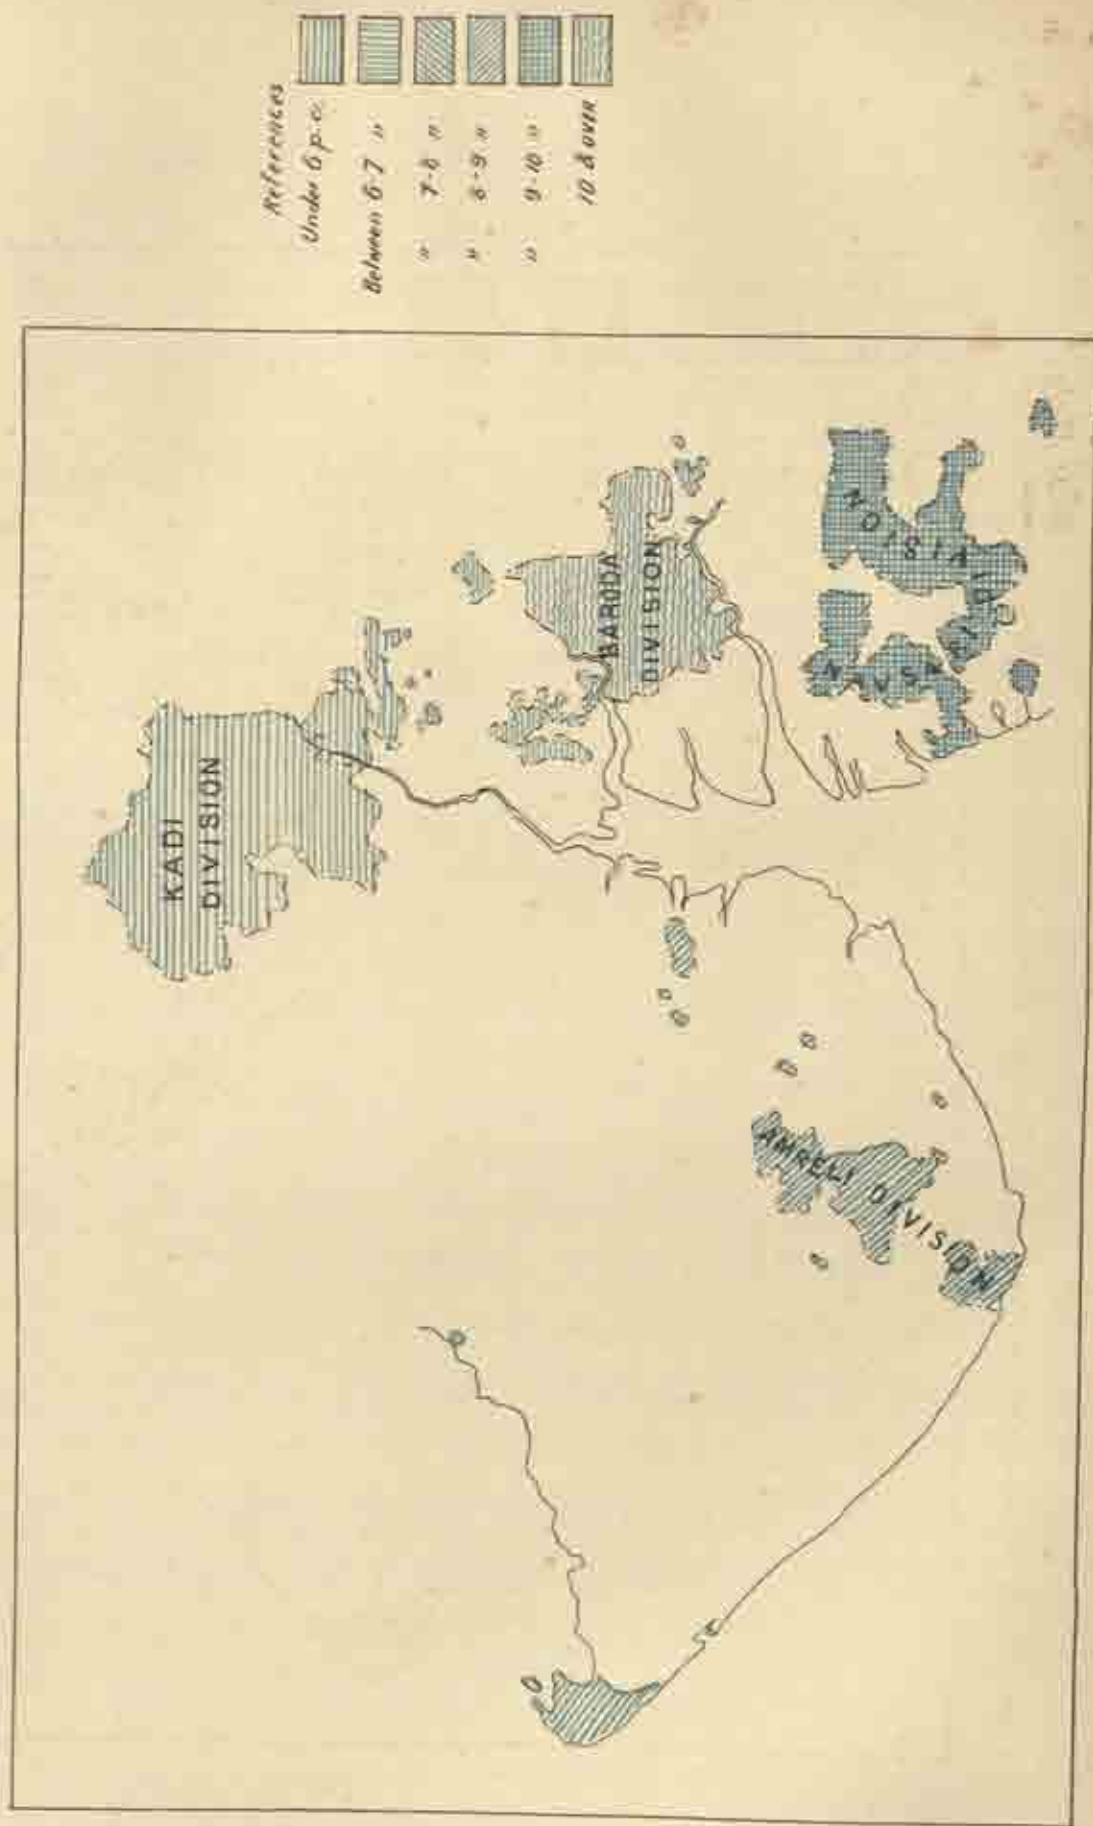 References
Under 6 p.c.
Between 6-7 "
" 7-8 "
" 8-9 "
" 9-10 "
10 & OVER
KADI
DIVISION
BARODA
DIVISION
NAVSARI DIVISION
AMRELI DIVISION